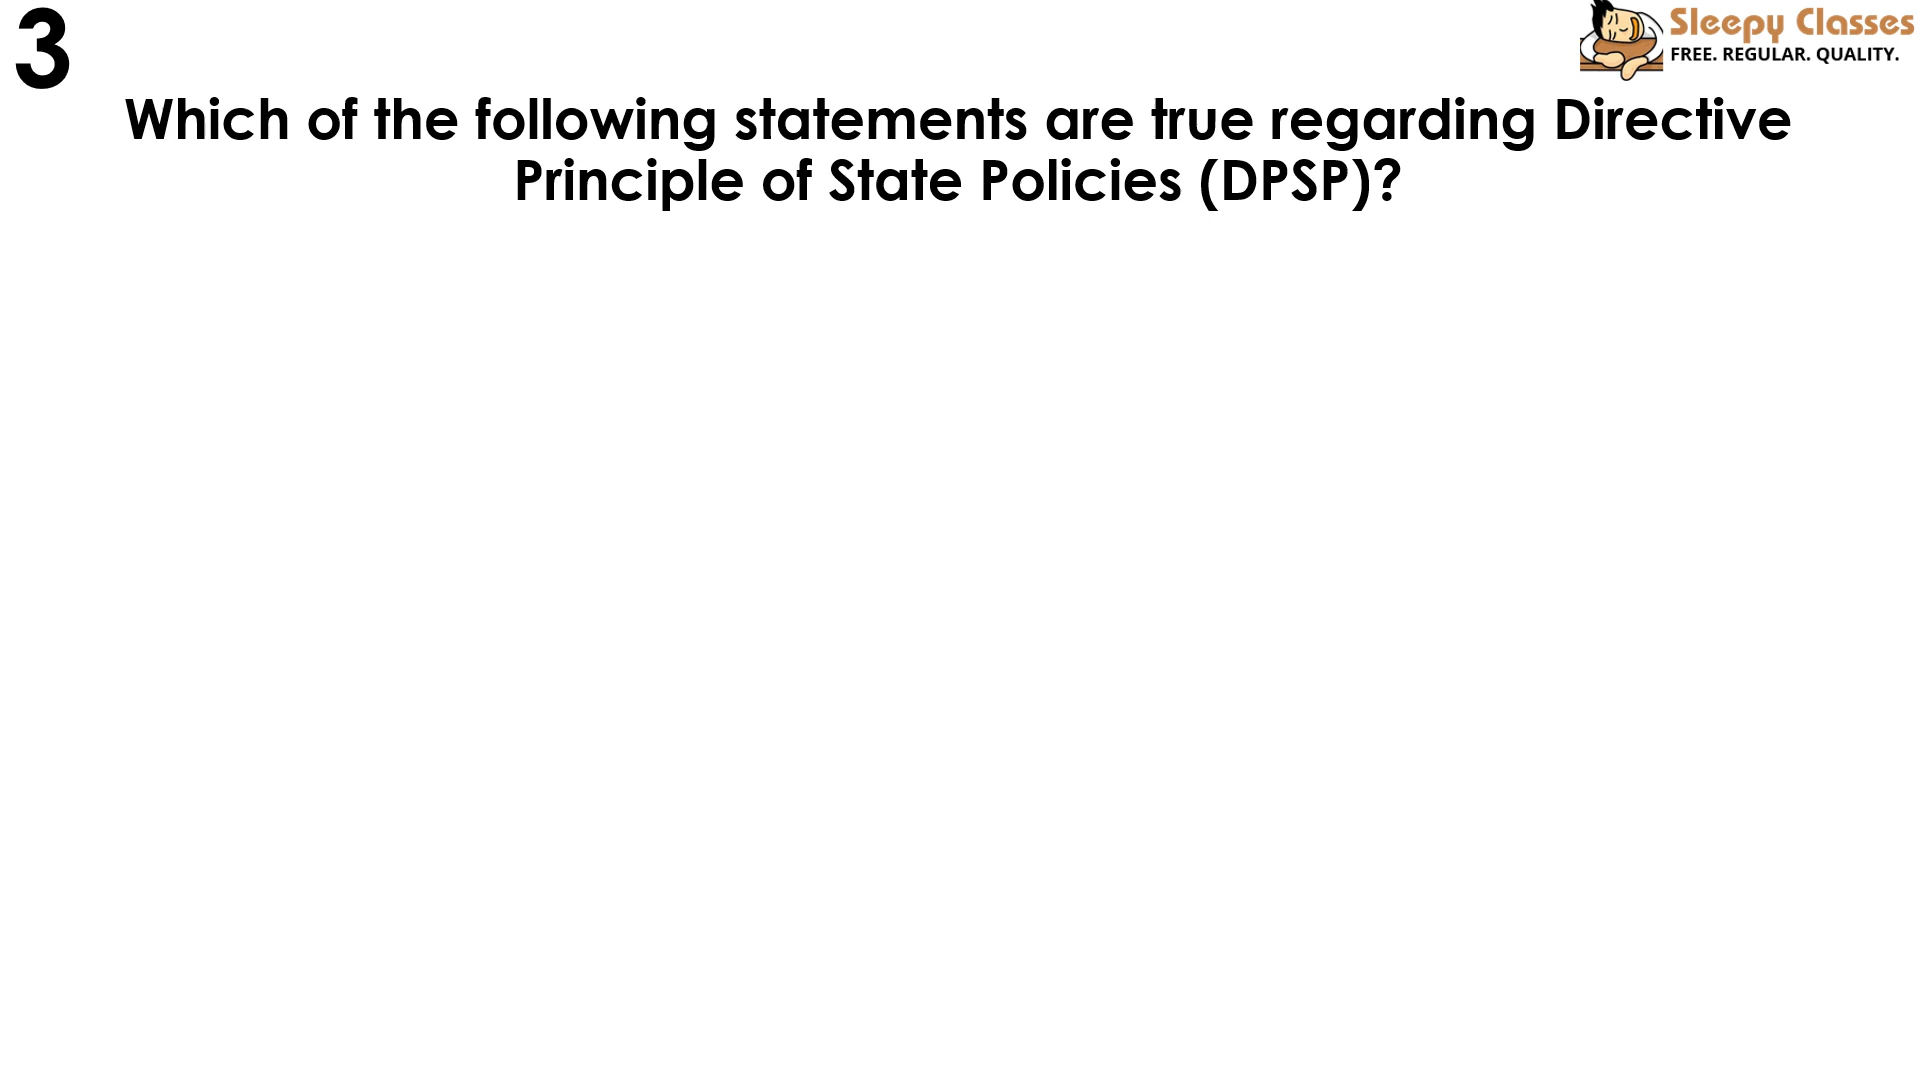 3
Sleepy Classes
FREE. REGULAR. QUALITY.
Which of the following statements are true regarding Directive
Principle of State Policies (DPSP)?